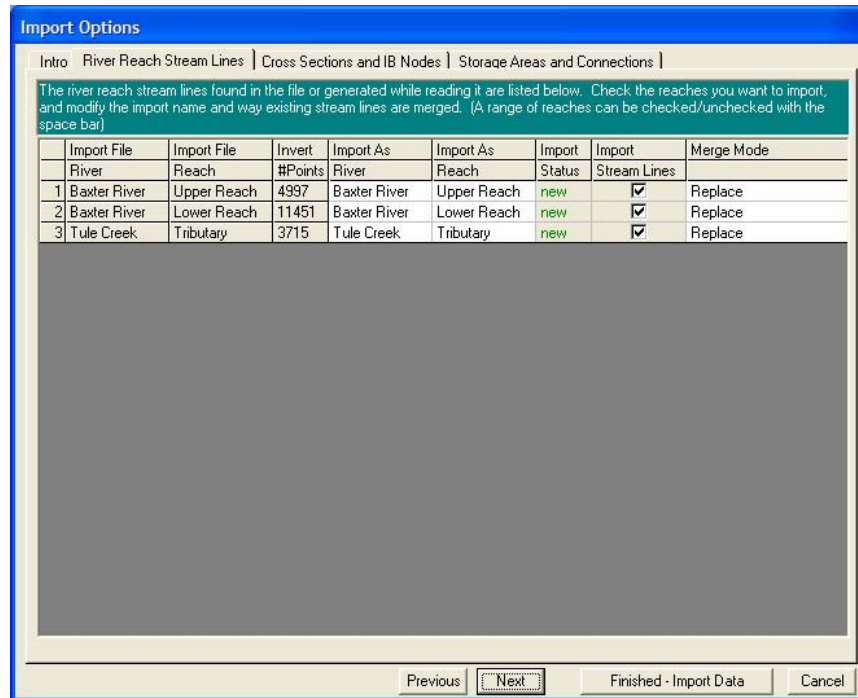 Import Options
Intro River Reach Stream Lines Cross Sections and IB Nodes Storage Areas and Connections
The river reach stream lines found in the file or generated while reading it are listed below. Check the reaches you want to import,
and modify the import name and way existing stream lines are merged. (A range of reaches can be checked/unchecked with the
space bar)
Import File Import File Invert Import As Import As Import Import Merge Mode
River Reach #Points River Reach Status Stream Lines
1 Baxter River Upper Reach 4997 Baxter River Upper Reach new Replace
2 Baxter River Lower Reach 11451 Baxter River Lower Reach new Replace
3 Tule Creek Tributary 3715 Tule Creek Tributary new Replace
Previous Next Finished - Import Data Cancel